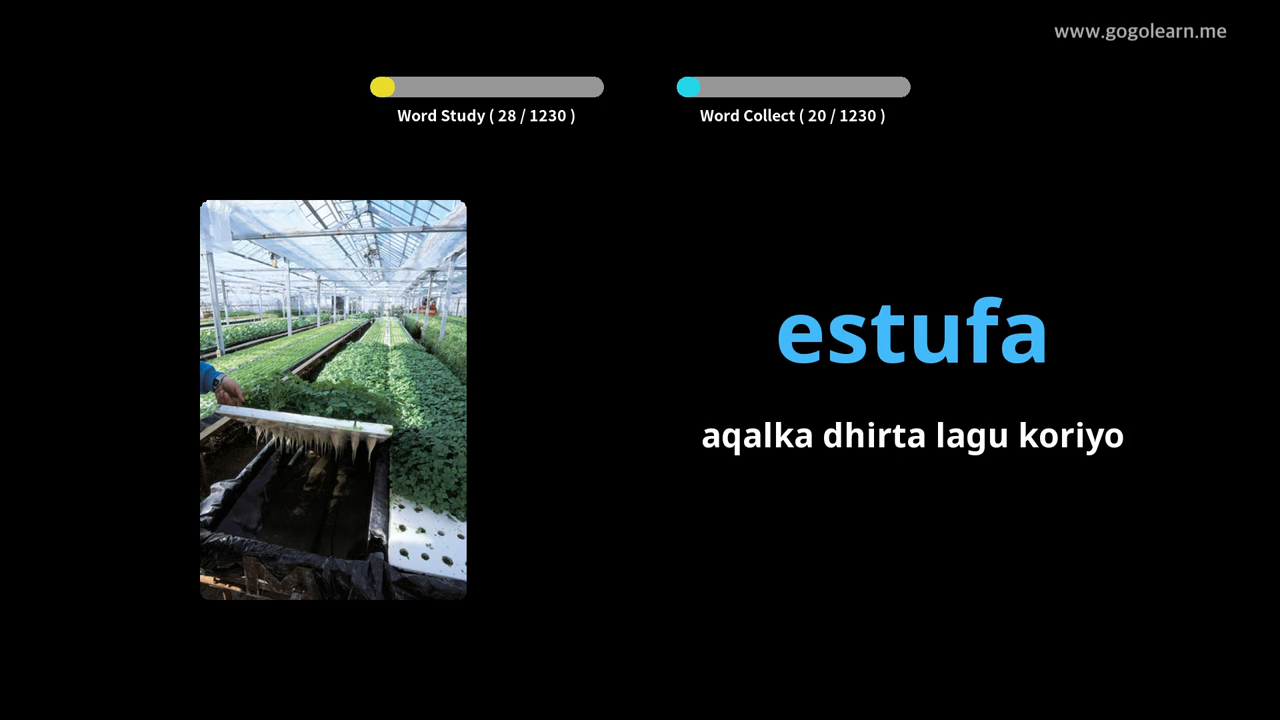 www.gogolearn.me
Word Study ( 28 / 1230 )
Word Collect ( 20 / 1230 )
estufa
aqalka dhirta lagu koriyo